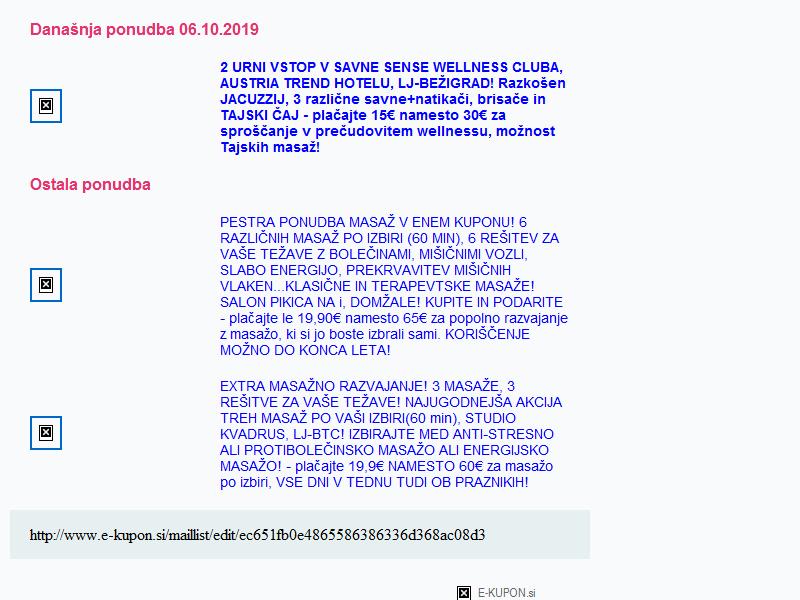 Današnja ponudba 06.10.2019
2 URNI VSTOP V SAVNE SENSE WELLNESS CLUBA,
AUSTRIA TREND HOTELU, LJ-BEŽIGRAD! Razkošen
JACUZZIJ, 3 različne savne+natikači, brisače in
TAJSKI ČAJ - plačajte 15€ namesto 30€ za
sproščanje v prečudovitem wellnessu, možnost
Tajskih masaž!
Ostala ponudba
PESTRA PONUDBA MASAŽ V ENEM KUPONU! 6
RAZLIČNIH MASAŽ PO IZBIRI (60 MIN), 6 REŠITEV ZA
VAŠE TEŽAVE Z BOLEČINAMI, MIŠIČNIMI VOZLI,
SLABO ENERGIJO, PREKRVAVITEV MIŠIČNIH
VLAKEN...KLASIČNE IN TERAPEVTSKE MASAŽE!
SALON PIKICA NA i, DOMŽALE! KUPITE IN PODARITE
- plačajte le 19,90€ namesto 65€ za popolno razvajanje
z masažo, ki si jo boste izbrali sami. KORIŠČENJE
MOŽNO DO KONCA LETA!
EXTRA MASAŽNO RAZVAJANJE! 3 MASAŽE, 3
REŠITVE ZA VAŠE TEŽAVE! NAJUGODNEJŠA AKCIJA
TREH MASAŽ PO VAŠI IZBIRI(60 min), STUDIO
KVADRUS, LJ-BTC! IZBIRAJTE MED ANTI-STRESNO
ALI PROTIBOLEČINSKO MASAŽO ALI ENERGIJSKO
MASAŽO! - plačajte 19,9€ NAMESTO 60€ za masažo
po izbiri, VSE DNI V TEDNU TUDI OB PRAZNIKIH!
http://www.e-kupon.si/maillist/edit/ec651fb0e4865586386336d368ac08d3
E-KUPON.si